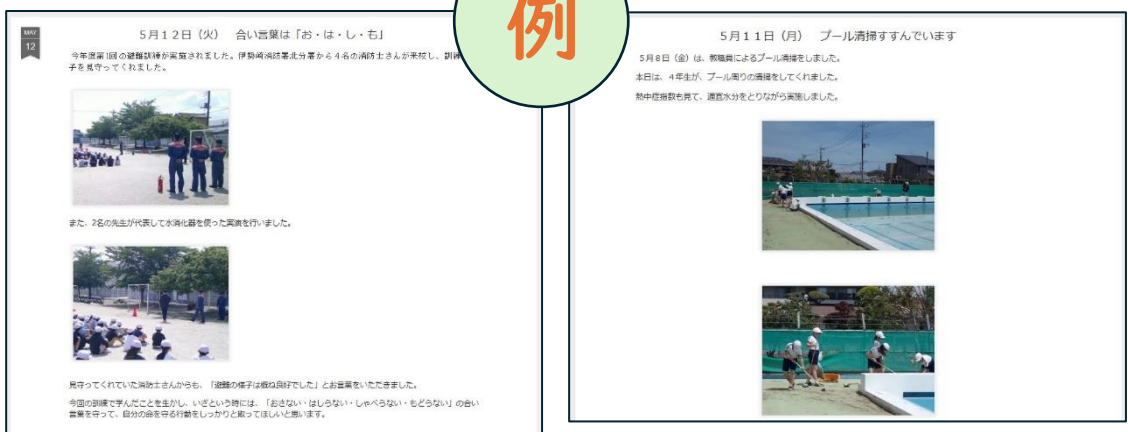 例
MAY
12
5月12日（火）　合い言葉は「お・は・し・も」
今年度第1回の避難訓練が実施されました。伊勢崎消防署北分署から4名の消防士さんが来校し、訓練
子を見守ってくれました。
また、2名の先生が代表して水消化器を使った実演を行いました。
見守ってくれていた消防士さんからも、「避難の様子は概ね良好でした」とお言葉をいただきました。
今回の訓練で学んだことを生かし、いざという時には、「おさない・はしらない・しゃべらない・もどらない」の合い
言葉を守って、自分の命を守る行動をしっかりと取ってほしいと思います。
5月11日（月）　プール清掃すすんでいます
5月8日（金）は、教職員によるプール清掃をしました。
本日は、4年生が、プール周りの清掃をしてくれました。
熱中症指数も見て、適宜水分をとりながら実施しました。